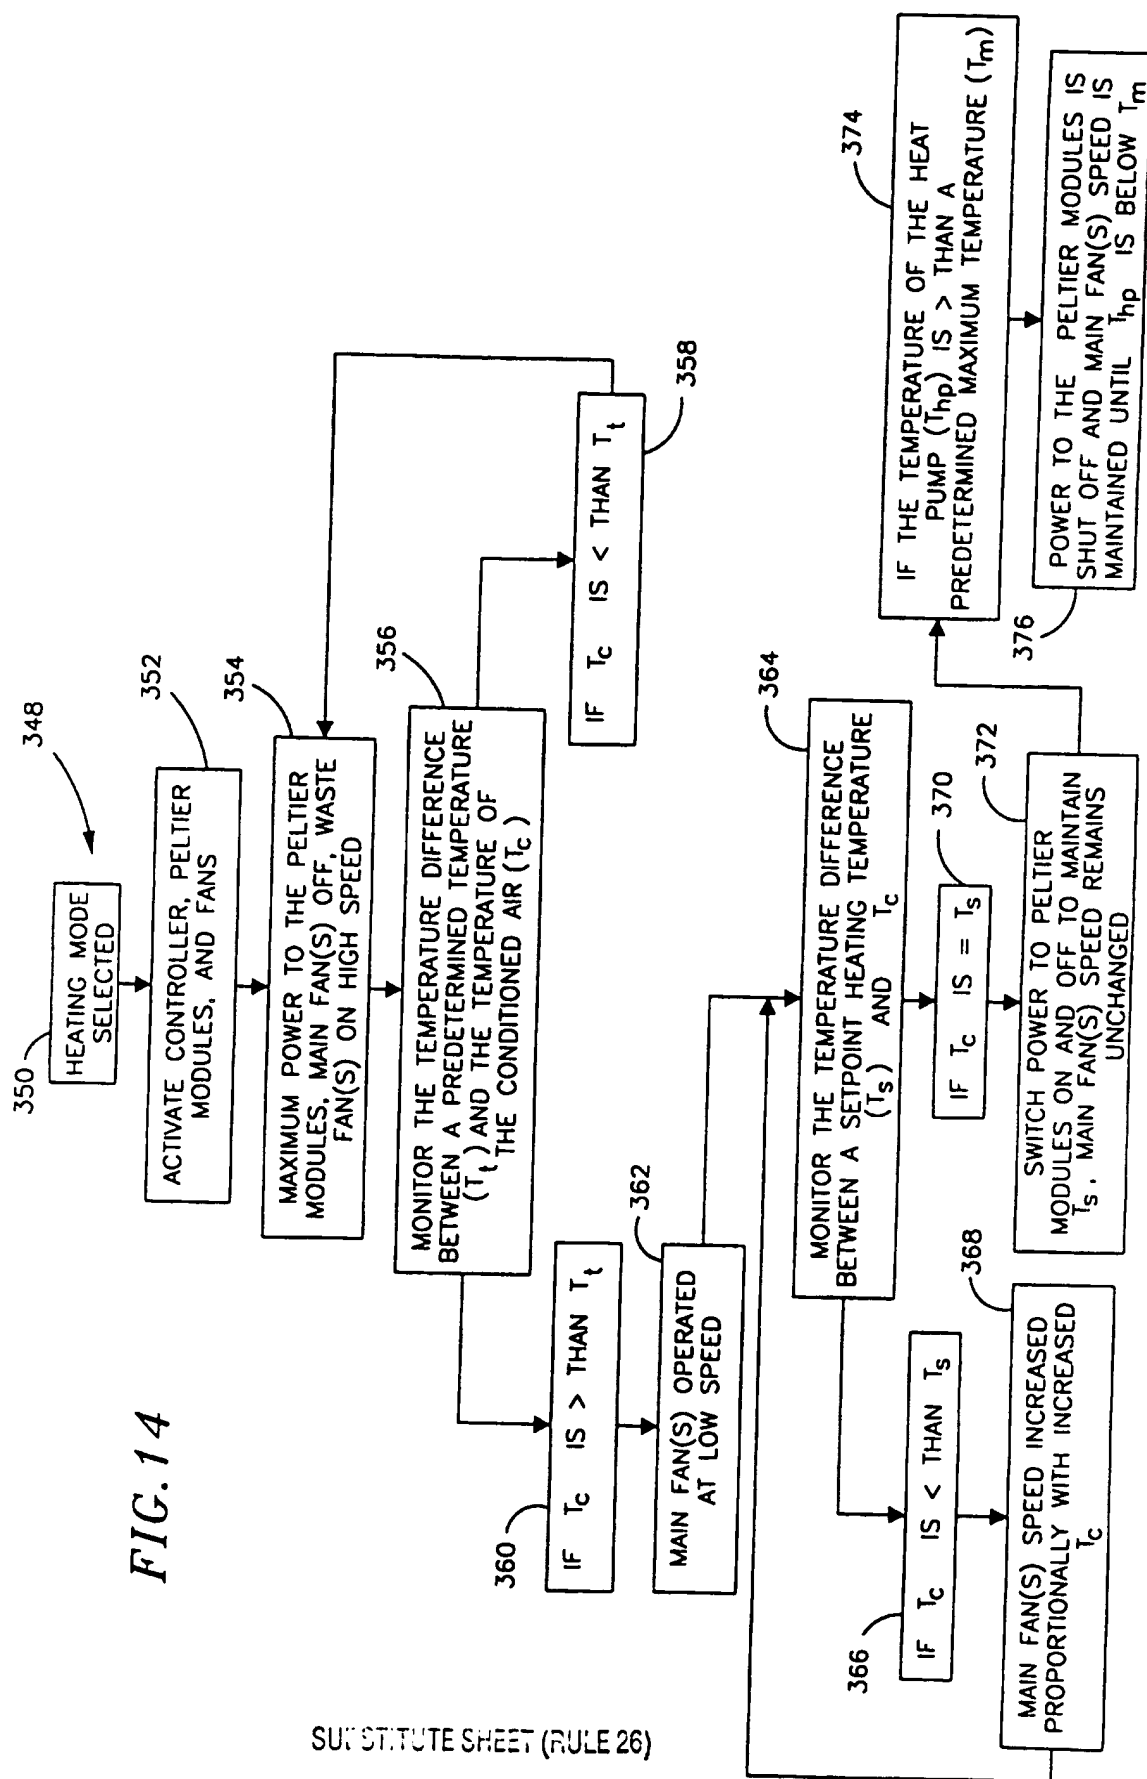 FIG. 14
348
350
HEATING MODE
SELECTED
352
ACTIVATE CONTROLLER, PELTIER
MODULES, AND FANS
354
MAXIMUM POWER TO THE PELTIER
MODULES, MAIN FAN(S) OFF, WASTE
FAN(S) ON HIGH SPEED
356
MONITOR THE TEMPERATURE DIFFERENCE
BETWEEN A PREDETERMINED TEMPERATURE
(Tt) AND THE TEMPERATURE OF
THE CONDITIONED AIR (Tc)
358
IF Tc IS < THAN Tt
360
IF Tc IS > THAN Tt
362
MAIN FAN(S) OPERATED
AT LOW SPEED
364
MONITOR THE TEMPERATURE DIFFERENCE
BETWEEN A SETPOINT HEATING TEMPERATURE
(Ts) AND Tc
366
IF Tc IS < THAN Ts
368
MAIN FAN(S) SPEED INCREASED
PROPORTIONALLY WITH INCREASED
Tc
370
IF Tc IS = Ts
372
SWITCH POWER TO PELTIER
MODULES ON AND OFF TO MAINTAIN
Ts. MAIN FAN(S) SPEED REMAINS
UNCHANGED
374
IF THE TEMPERATURE OF THE HEAT
PUMP (Thp) IS > THAN A
PREDETERMINED MAXIMUM TEMPERATURE (Tm)
376
POWER TO THE PELTIER MODULES IS
SHUT OFF AND MAIN FAN(S) SPEED IS
MAINTAINED UNTIL Thp IS BELOW Tm
SUBSTITUTE SHEET (RULE 26)